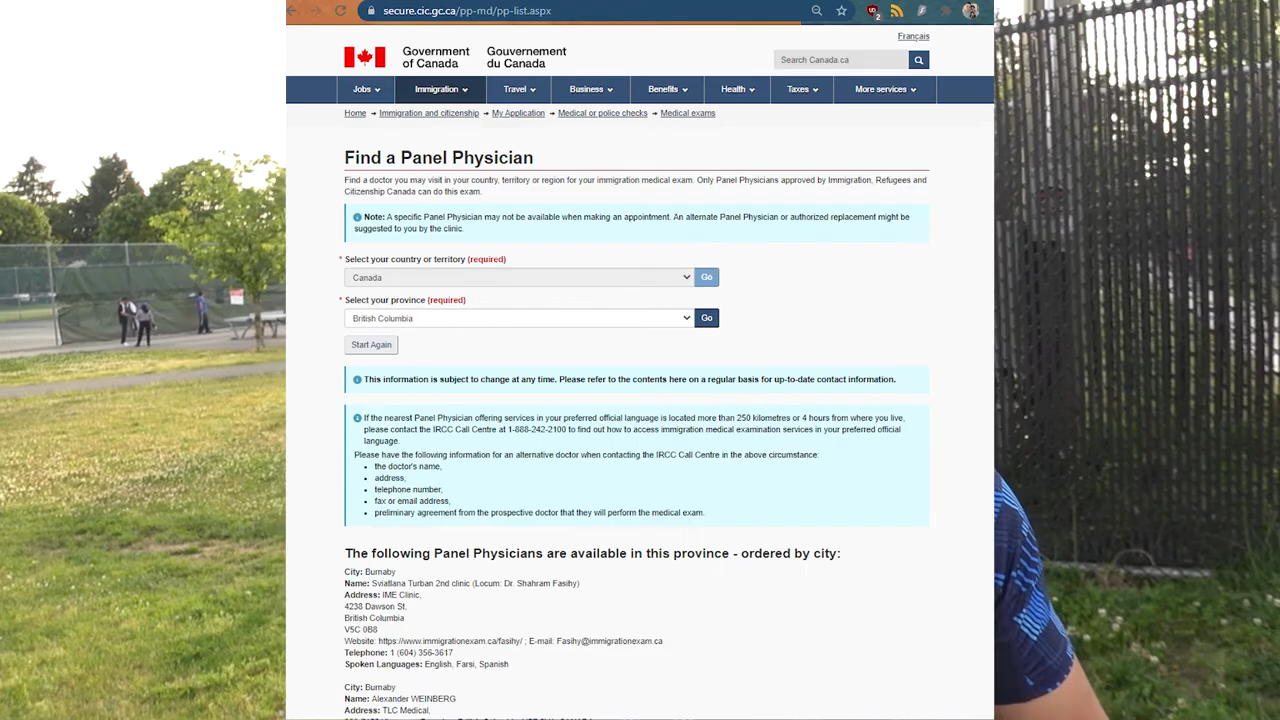 secure.cic.gc.ca/pp-md/pp-list.aspx
2
Français
Government of Canada
Gouvernement du Canada
Search Canada.ca
Jobs Immigration Travel Business Benefits Health Taxes More services
Home → Immigration and citizenship → My Application → Medical or police checks → Medical exams
Find a Panel Physician
Find a doctor you may visit in your country, territory or region for your immigration medical exam. Only Panel Physicians approved by Immigration, Refugees and
Citizenship Canada can do this exam.
Note: A specific Panel Physician may not be available when making an appointment. An alternate Panel Physician or authorized replacement might be
suggested to you by the clinic.
* Select your country or territory (required)
Canada Go
* Select your province (required)
British Columbia Go
Start Again
This information is subject to change at any time. Please refer to the contents here on a regular basis for up-to-date contact information.
If the nearest Panel Physician offering services in your preferred official language is located more than 250 kilometres or 4 hours from where you live,
please contact the IRCC Call Centre at 1-888-242-2100 to find out how to access immigration medical examination services in your preferred official
language.
Please have the following information for an alternative doctor when contacting the IRCC Call Centre in the above circumstance:
• the doctor's name,
• address,
• telephone number,
• fax or email address,
• preliminary agreement from the prospective doctor that they will perform the medical exam.
The following Panel Physicians are available in this province - ordered by city:
City: Burnaby
Name: Sviatlana Turban 2nd clinic (Locum: Dr. Shahram Fasihy)
Address: IME Clinic,
4238 Dawson St,
British Columbia
V5C 0B8
Website: https://www.immigrationexam.ca/fasihy/ ; E-mail: Fasihy@immigrationexam.ca
Telephone: 1 (604) 356-3617
Spoken Languages: English, Farsi, Spanish
City: Burnaby
Name: Alexander WEINBERG
Address: TLC Medical,